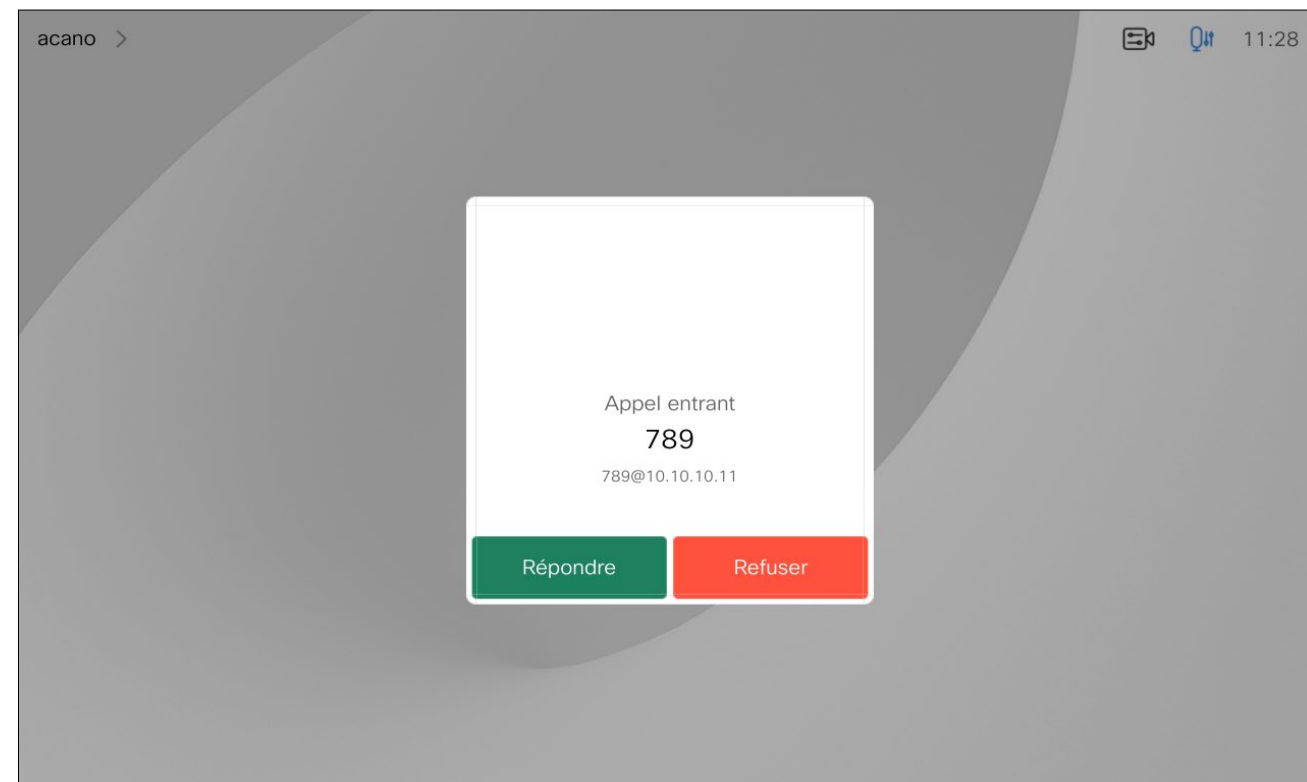 acano > 11:28
Appel entrant
789
789@10.10.10.11
Répondre Refuser